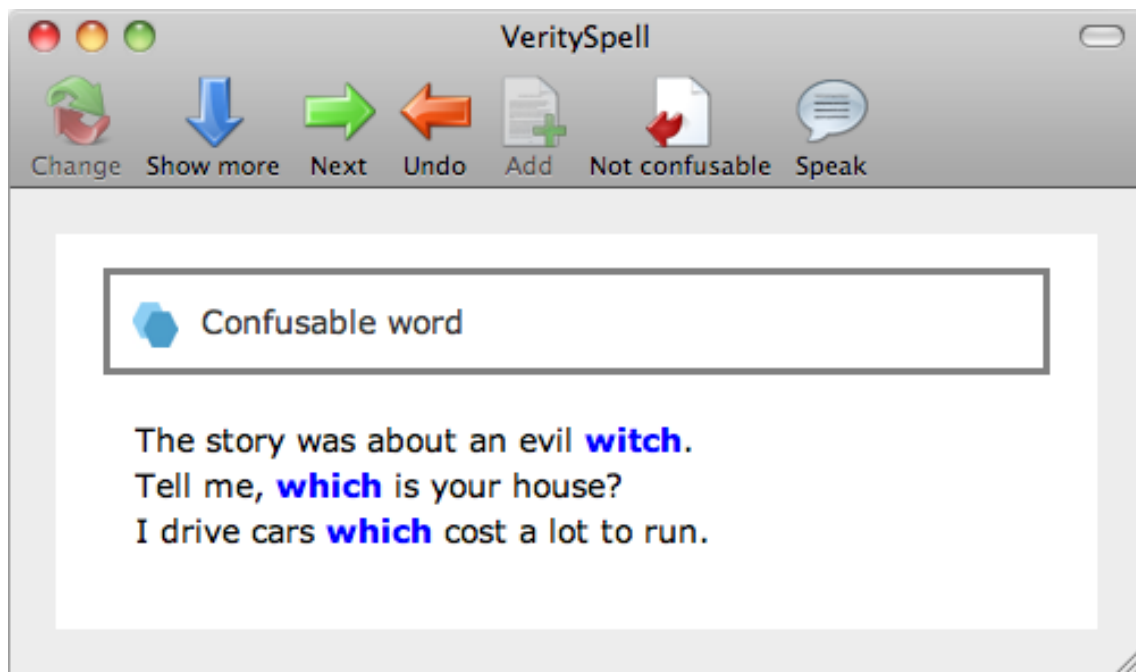 VeritySpell
Change Show more Next Undo Add Not confusable Speak
Confusable word
The story was about an evil witch.
Tell me, which is your house?
I drive cars which cost a lot to run.